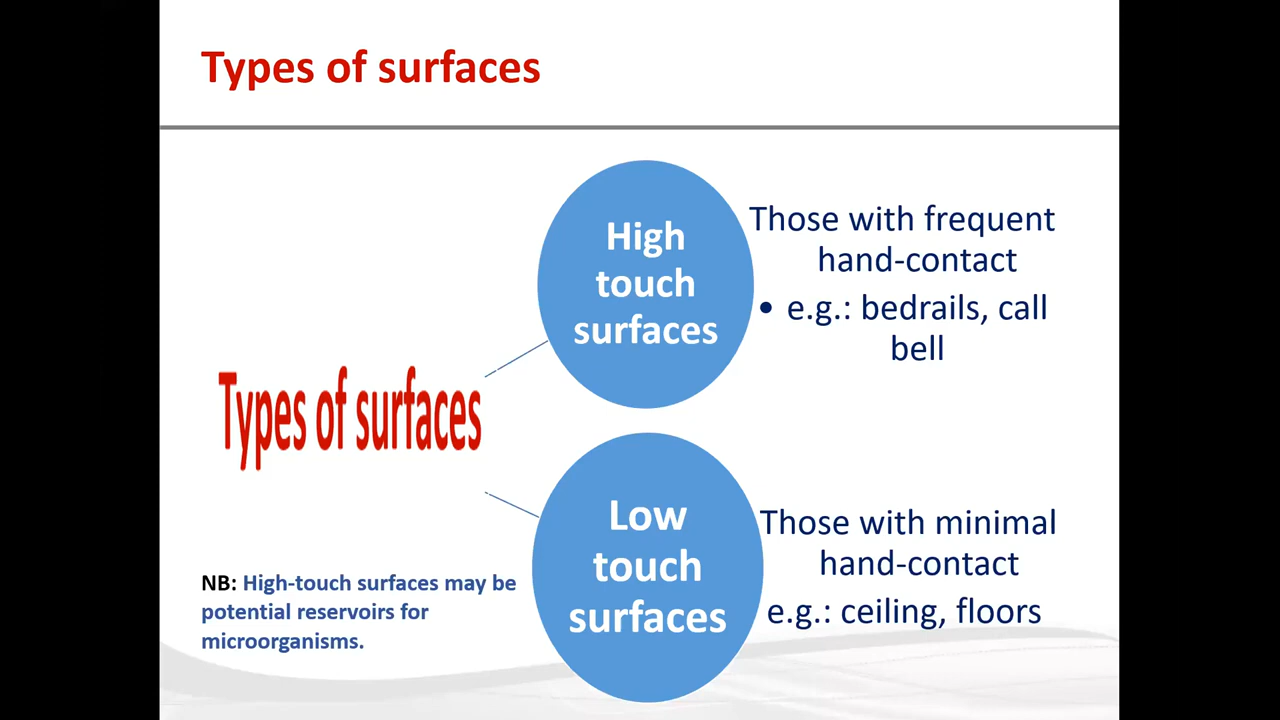 Types of surfaces
High
touch
surfaces
Those with frequent
hand-contact
• e.g.: bedrails, call
bell
Types of surfaces
Low
touch
surfaces
Those with minimal
hand-contact
e.g.: ceiling, floors
NB: High-touch surfaces may be
potential reservoirs for
microorganisms.